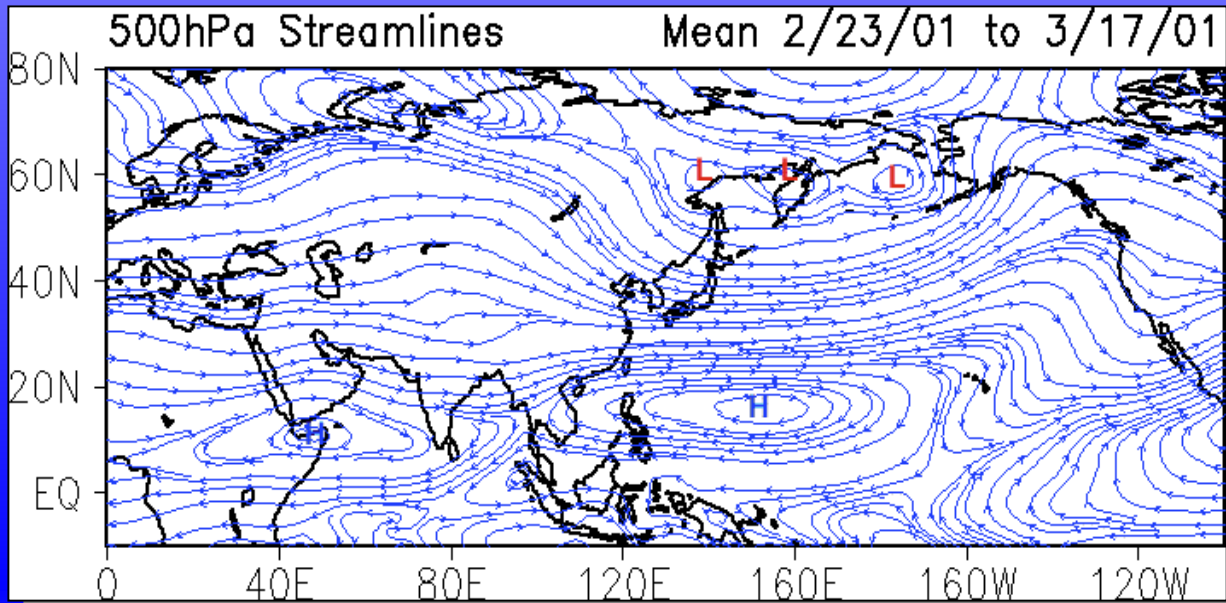 500hPa Streamlines Mean 2/23/01 to 3/17/01
80N
60N
L L L
40N
20N
H
H
EQ
0 40E 80E 120E 160E 160W 120W